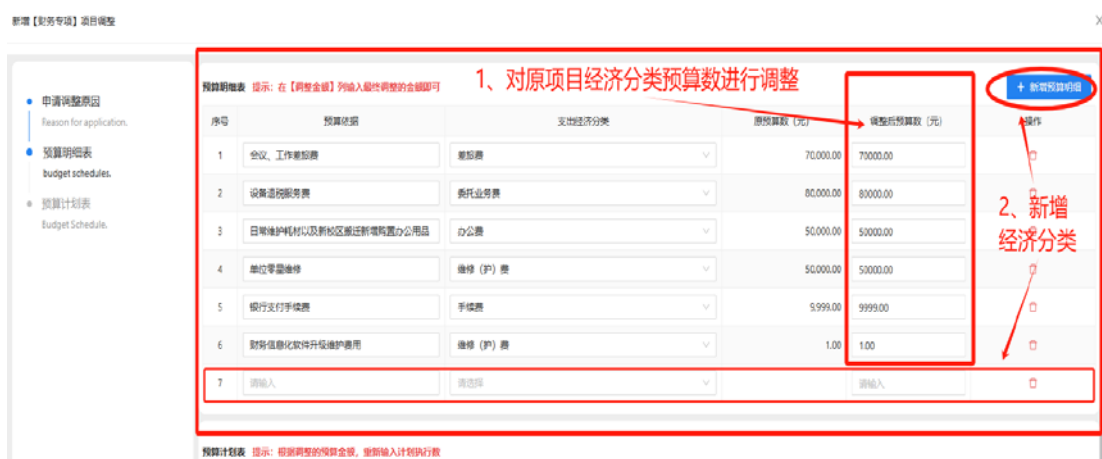 新增【财务专项】项目调整
X
申请调整原因
Reason for application.
预算明细表
budget schedules.
预算计划表
Budget Schedule.
预算明细表 提示：在【调整金额】列输入最终调整的金额即可
1、对原项目经济分类预算数进行调整
+ 新增预算明细
序号 预算依据 支出经济分类 原预算数（元） 调整后预算数（元） 操作
1 会议、工作差旅费 差旅费 70,000.00 70000.00
2 设备退税服务费 委托业务费 80,000.00 80000.00
3 日常维护耗材以及新校区搬迁新增购置办公用品 办公费 50,000.00 50000.00
4 单位零星维修 维修（护）费 50,000.00 50000.00
5 银行支付手续费 手续费 9,999.00 9999.00
6 财务信息化软件升级维护费用 维修（护）费 1.00 1.00
7 请输入 请选择 请输入
2、新增
经济分类
预算计划表 提示：根据调整的预算金额，重新输入计划执行数